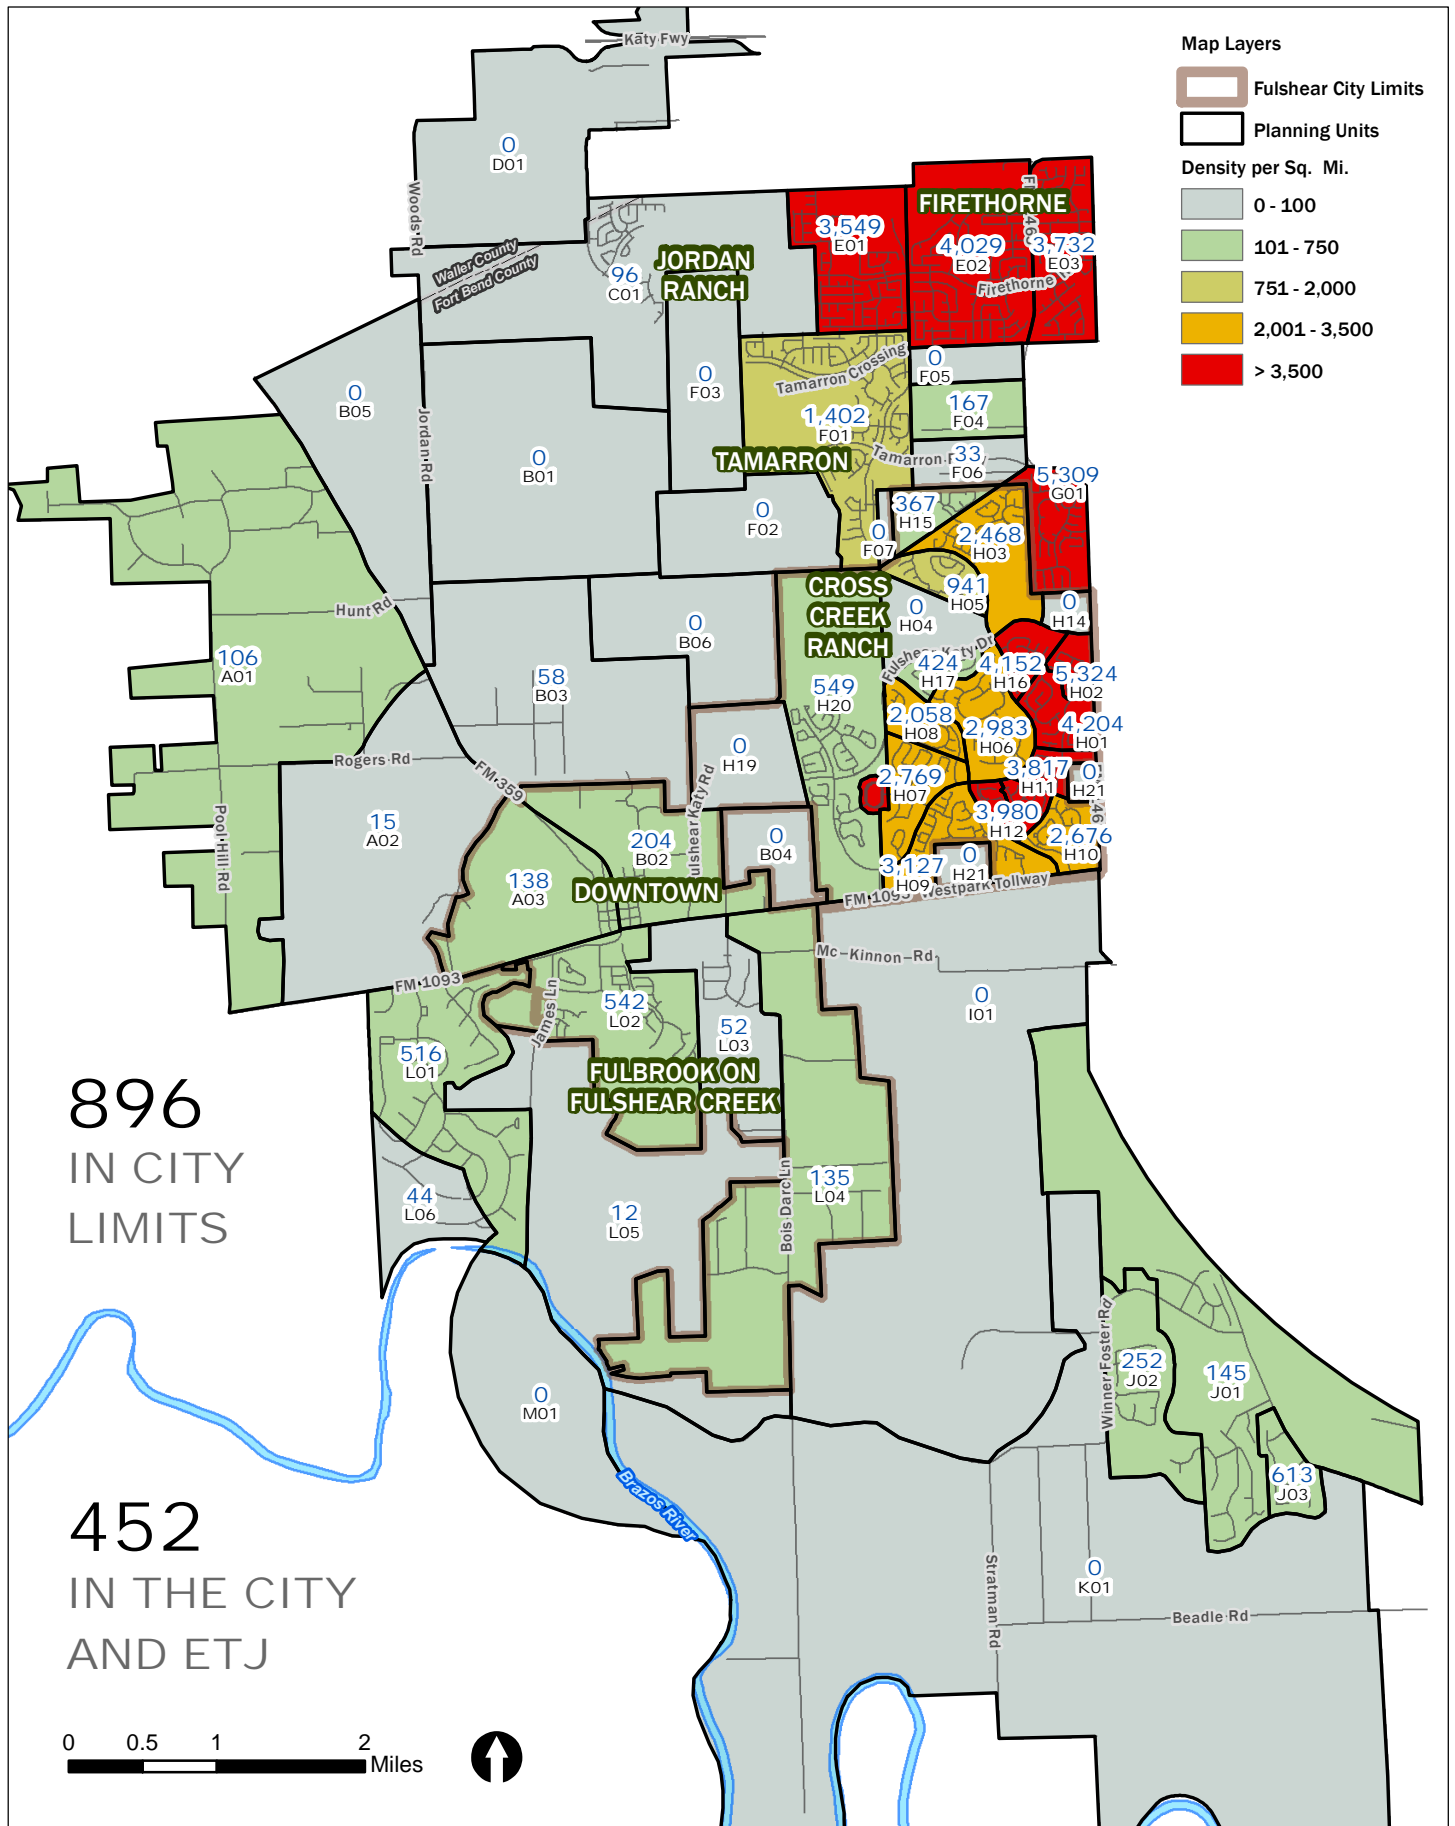 Map Layers
Fulshear City Limits
Planning Units
Density per Sq. Mi.
0 - 100
101 - 750
751 - 2,000
2,001 - 3,500
> 3,500
Katy Fwy
0
D01
Woods Rd
Waller County
Fort Bend County
96
C01
JORDAN
RANCH
3,549
E01
FIRETHORNE
4,029
E02
3,732
E03
Firethorne
0
B05
Jordan Rd
0
F03
Tamarron Crossing
1,402
F01
TAMARRON
0
F05
167
F04
Tamarron
33
F06
0
B01
0
F02
367
H15
0
F07
2,468
H03
5,309
G01
941
H05
0
H14
CROSS
CREEK
RANCH
0
H04
Fulshear Katy Dr
424
H17
4,152
H16
5,324
H02
Hunt Rd
0
B06
106
A01
58
B03
549
H20
2,058
H08
2,983
H06
4,204
H01
0
H19
Rogers Rd
FM 359
Fulshear Katy Rd
2,769
H07
3,817
H11
0
H21
3,980
H12
2,676
H10
Pool Hill Rd
15
A02
204
B02
0
B04
138
A03
DOWNTOWN
3,127
H09
0
H21
FM 1093 Westpark Tollway
Mc-Kinnon-Rd
FM 1093
James Ln
542
L02
52
L03
0
I01
516
L01
FULBROOK ON
FULSHEAR CREEK
896
IN CITY
LIMITS
44
L06
12
L05
Bois Darc Ln
135
L04
Winner Foster Rd
252
J02
145
J01
0
M01
613
J03
Brazos River
452
IN THE CITY
AND ETJ
Stratman Rd
0
K01
Beadle Rd
0 0.5 1 2
Miles